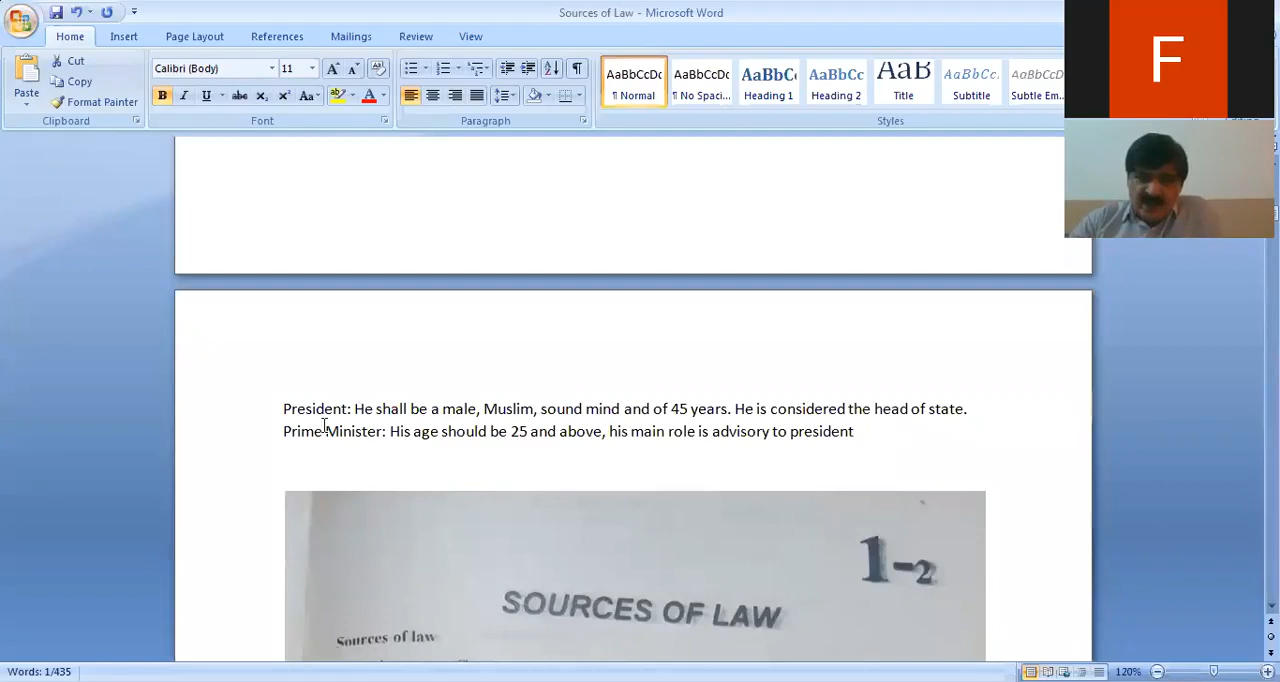 Sources of Law - Microsoft Word
Home Insert Page Layout References Mailings Review View
Paste
Cut
Copy
Format Painter
Clipboard
Calibri (Body) 11
Font
Paragraph
AaBbCcDc AaBbCcDc AaBbC AaBbCc AaB AaBbCc. AaBbCcDc
¶ Normal ¶ No Spaci... Heading 1 Heading 2 Title Subtitle Subtle Em...
Styles
F
President: He shall be a male, Muslim, sound mind and of 45 years. He is considered the head of state.
Prime Minister: His age should be 25 and above, his main role is advisory to president
1-2
SOURCES OF LAW
Sources of law
Words: 1/435
120%